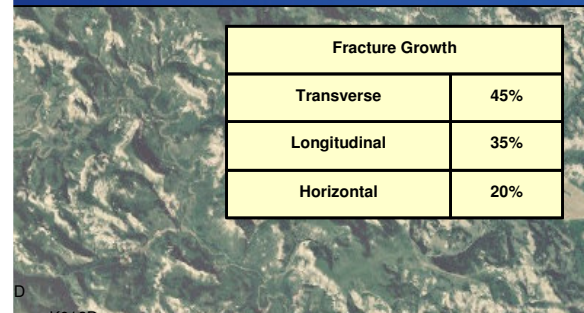 Fracture Growth
Transverse 45%
Longitudinal 35%
Horizontal 20%
D